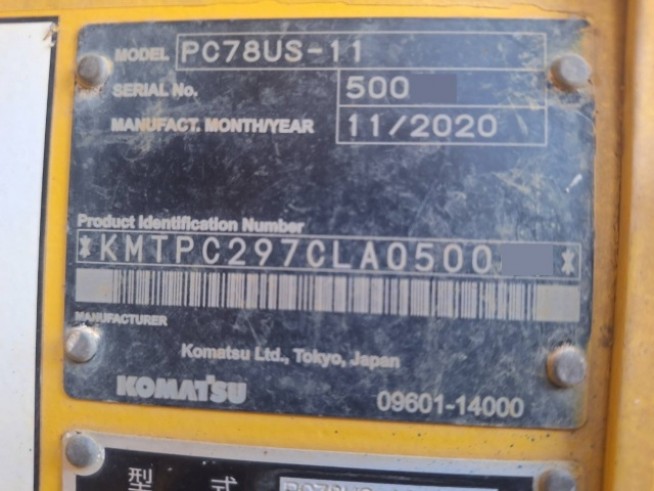 MODEL PC78US-11
SERIAL No. 500
MANUFACT. MONTH/YEAR 11/2020
Product Identification Number
*KMTPC297CLA0500 *
MANUFACTURER
Komatsu Ltd., Tokyo, Japan
KOMATSU
09601-14000
型 式